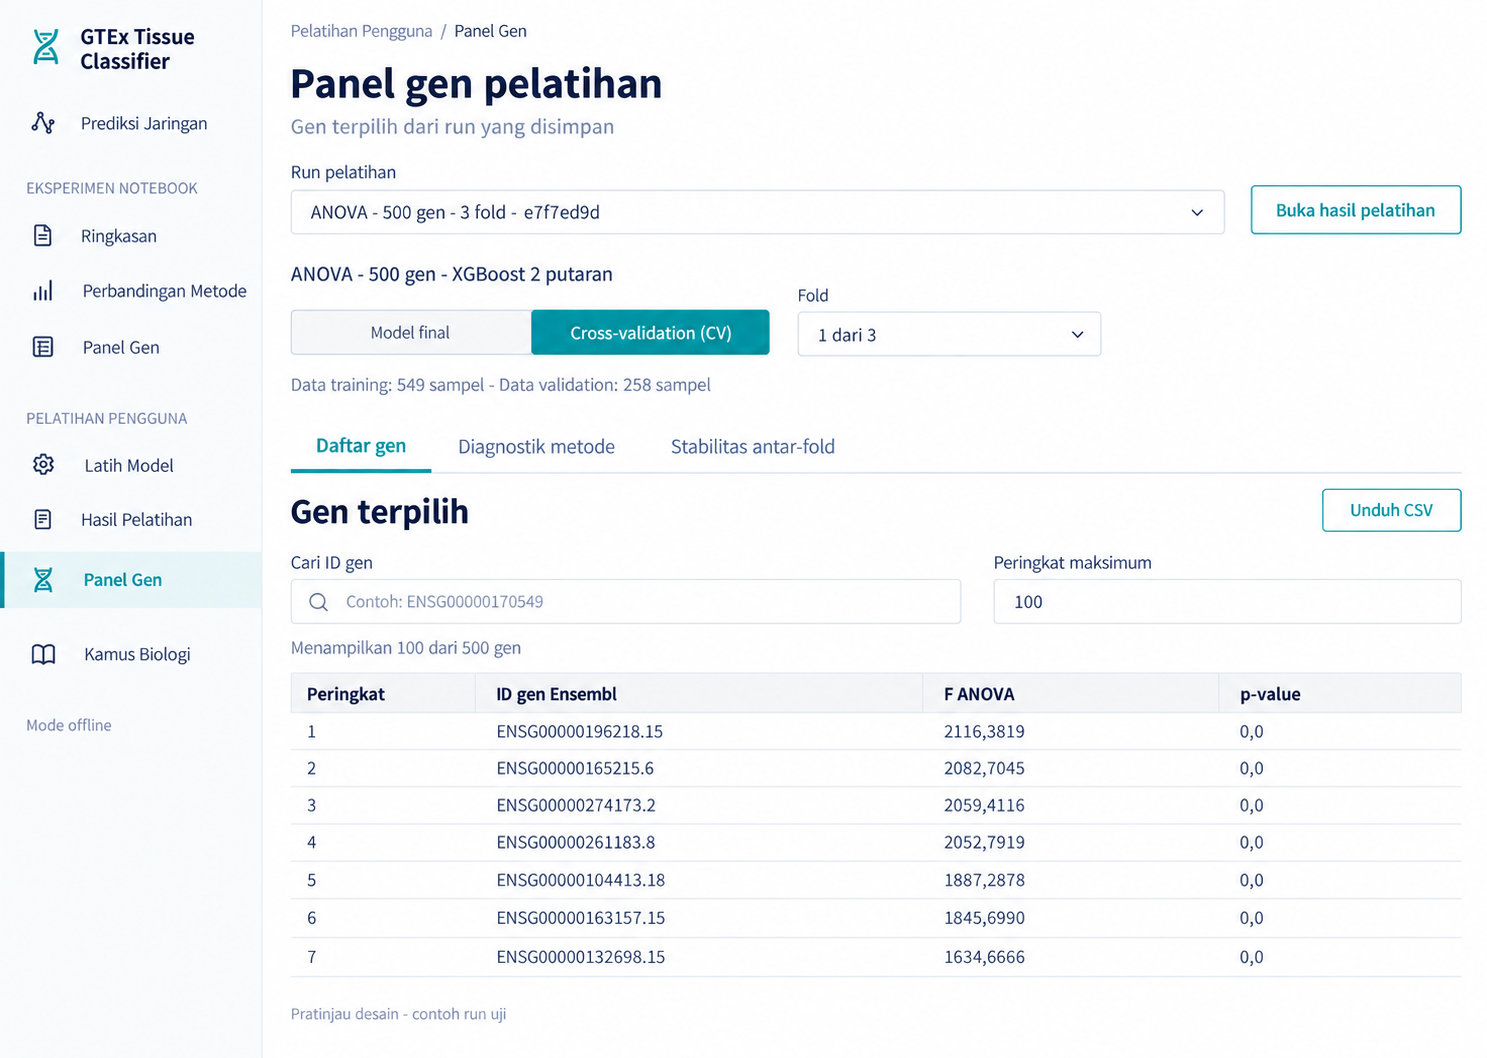 GTEx Tissue
Classifier
Prediksi Jaringan
EKSPERIMEN NOTEBOOK
Ringkasan
Perbandingan Metode
Panel Gen
PELATIHAN PENGGUNA
Latih Model
Hasil Pelatihan
Panel Gen
Kamus Biologi
Mode offline
Pelatihan Pengguna / Panel Gen
Panel gen pelatihan
Gen terpilih dari run yang disimpan
Run pelatihan
ANOVA - 500 gen - 3 fold - e7f7ed9d
Buka hasil pelatihan
ANOVA - 500 gen - XGBoost 2 putaran
Model final
Cross-validation (CV)
Fold
1 dari 3
Data training: 549 sampel - Data validation: 258 sampel
Daftar gen
Diagnostik metode
Stabilitas antar-fold
Gen terpilih
Unduh CSV
Cari ID gen
Contoh: ENSG00000170549
Peringkat maksimum
100
Menampilkan 100 dari 500 gen
Peringkat ID gen Ensembl F ANOVA p-value
1 ENSG00000196218.15 2116,3819 0,0
2 ENSG00000165215.6 2082,7045 0,0
3 ENSG00000274173.2 2059,4116 0,0
4 ENSG00000261183.8 2052,7919 0,0
5 ENSG00000104413.18 1887,2878 0,0
6 ENSG00000163157.15 1845,6990 0,0
7 ENSG00000132698.15 1634,6666 0,0
Pratinjau desain - contoh run uji